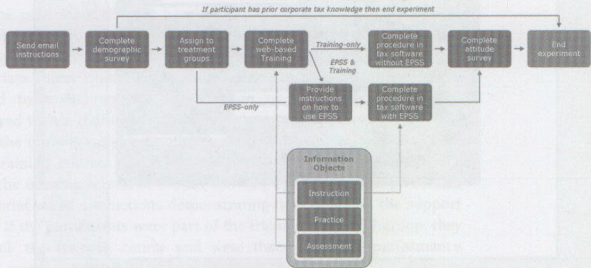 If participant has prior corporate tax knowledge then end experiment
Send email
instructions
Complete
demographic
survey
Assign to
treatment
groups
Complete
web-based
Training
Training-only
Complete
procedure in
tax software
without EPSS
Complete
attitude
survey
End
experiment
EPSS &
Training
EPSS-only
Provide
instructions
on how to
use EPSS
Complete
procedure in
tax software
with EPSS
Information
Objects
Instruction
Practice
Assessment